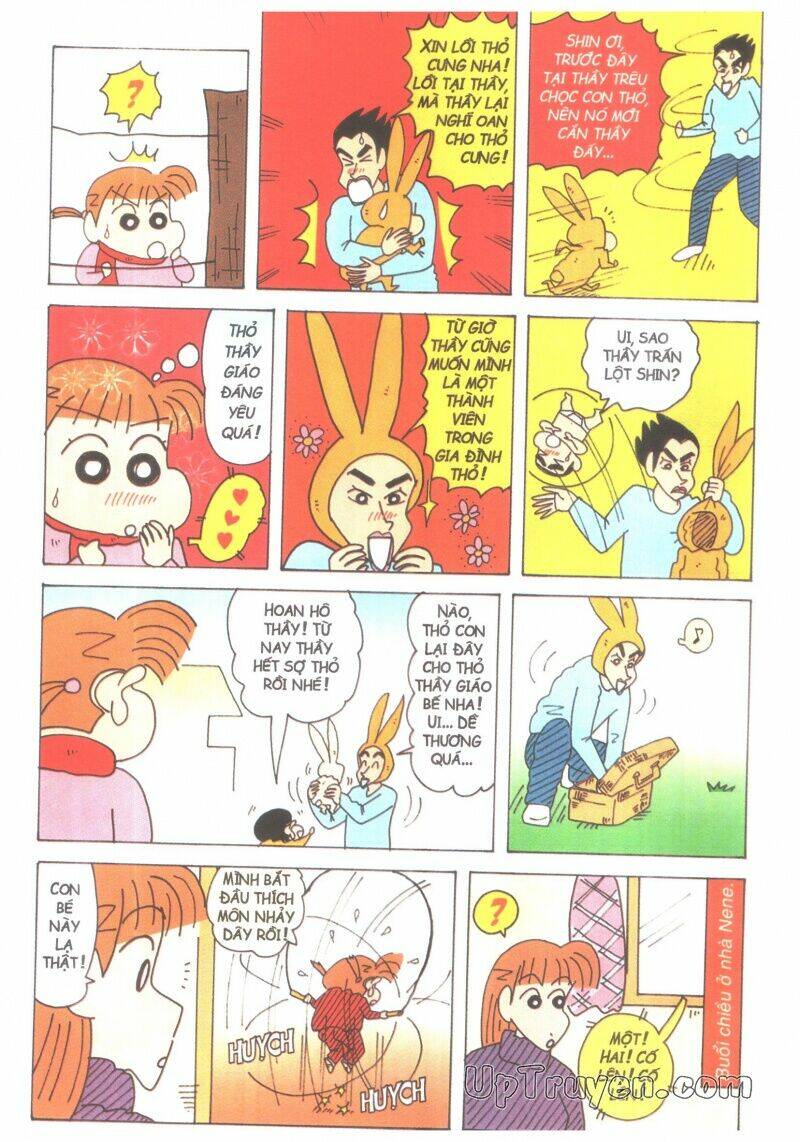 SHIN ƠI,
TRƯỚC ĐÂY
TẠI THẦY TRÊU
CHỌC CON THỎ,
NÊN NÓ MỚI
CẮN THẦY
ĐẤY...
XIN LỖI THỎ
CƯNG NHA!
LỖI TẠI THẦY,
MÀ THẦY LẠI
NGHĨ OAN
CHO THỎ
CƯNG!
?
UI, SAO
THẦY TRẤN
LỘT SHIN?
TỪ GIỜ
THẦY CŨNG
MUỐN MÌNH
LÀ MỘT
THÀNH
VIÊN
TRONG
GIA ĐÌNH
THỎ!
THỎ
THẦY
GIÁO
ĐÁNG
YÊU
QUÁ!
NÀO,
THỎ CON
LẠI ĐÂY
CHO THỎ
THẦY GIÁO
BẾ NHA!
UI... DỄ
THƯƠNG
QUÁ...
HOAN HÔ
THẦY! TỪ
NAY THẦY
HẾT SỢ THỎ
RỒI NHÉ!
Buổi chiều ở nhà Nene.
?
MỘT!
HAI! CỐ
LÊN! CỐ
MÌNH BẮT
ĐẦU THÍCH
MÔN NHẢY
DÂY RỒI!
HUỴCH
HUỴCH
CON
BÉ
NÀY
LẠ
THẬT!
UpTruyen.com